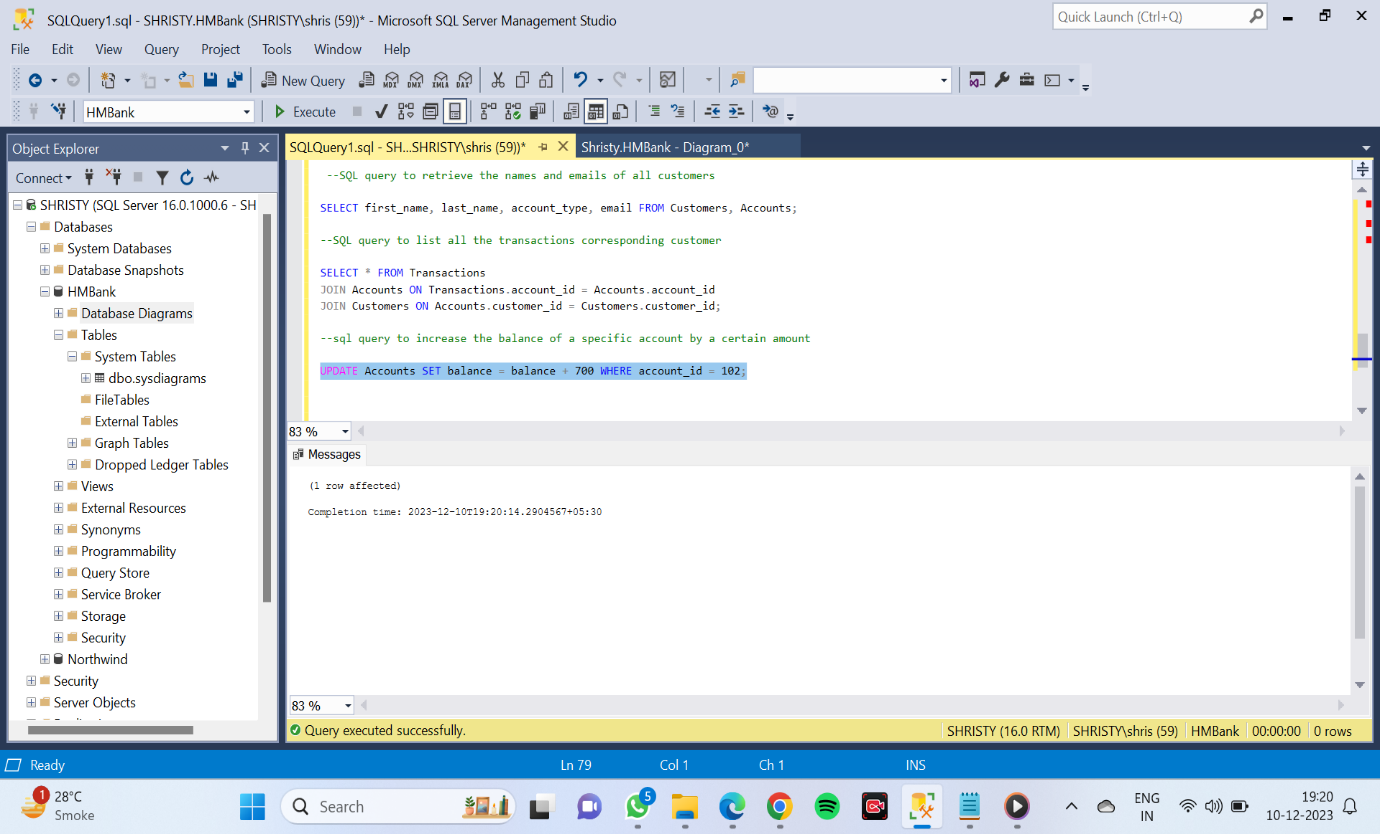 SQLQuery1.sql - SHRISTY.HMBank (SHRISTY\shris (59))* - Microsoft SQL Server Management Studio
Quick Launch (Ctrl+Q)
File Edit View Query Project Tools Window Help
New Query MDX DMX XMLA DAX
HMBank Execute
Object Explorer
Connect
SHRISTY (SQL Server 16.0.1000.6 - SH
Databases
System Databases
Database Snapshots
HMBank
Database Diagrams
Tables
System Tables
dbo.sysdiagrams
FileTables
External Tables
Graph Tables
Dropped Ledger Tables
Views
External Resources
Synonyms
Programmability
Query Store
Service Broker
Storage
Security
Northwind
Security
Server Objects
SQLQuery1.sql - SH...SHRISTY\shris (59))* Shristy.HMBank - Diagram_0*
--SQL query to retrieve the names and emails of all customers
SELECT first_name, last_name, account_type, email FROM Customers, Accounts;
--SQL query to list all the transactions corresponding customer
SELECT * FROM Transactions
JOIN Accounts ON Transactions.account_id = Accounts.account_id
JOIN Customers ON Accounts.customer_id = Customers.customer_id;
--sql query to increase the balance of a specific account by a certain amount
UPDATE Accounts SET balance = balance + 700 WHERE account_id = 102;
83 %
Messages
(1 row affected)
Completion time: 2023-12-10T19:20:14.2904567+05:30
83 %
Query executed successfully. SHRISTY (16.0 RTM) SHRISTY\shris (59) HMBank 00:00:00 0 rows
Ready Ln 79 Col 1 Ch 1 INS
1 28°C
Smoke
Search
5
ENG
IN
19:20
10-12-2023